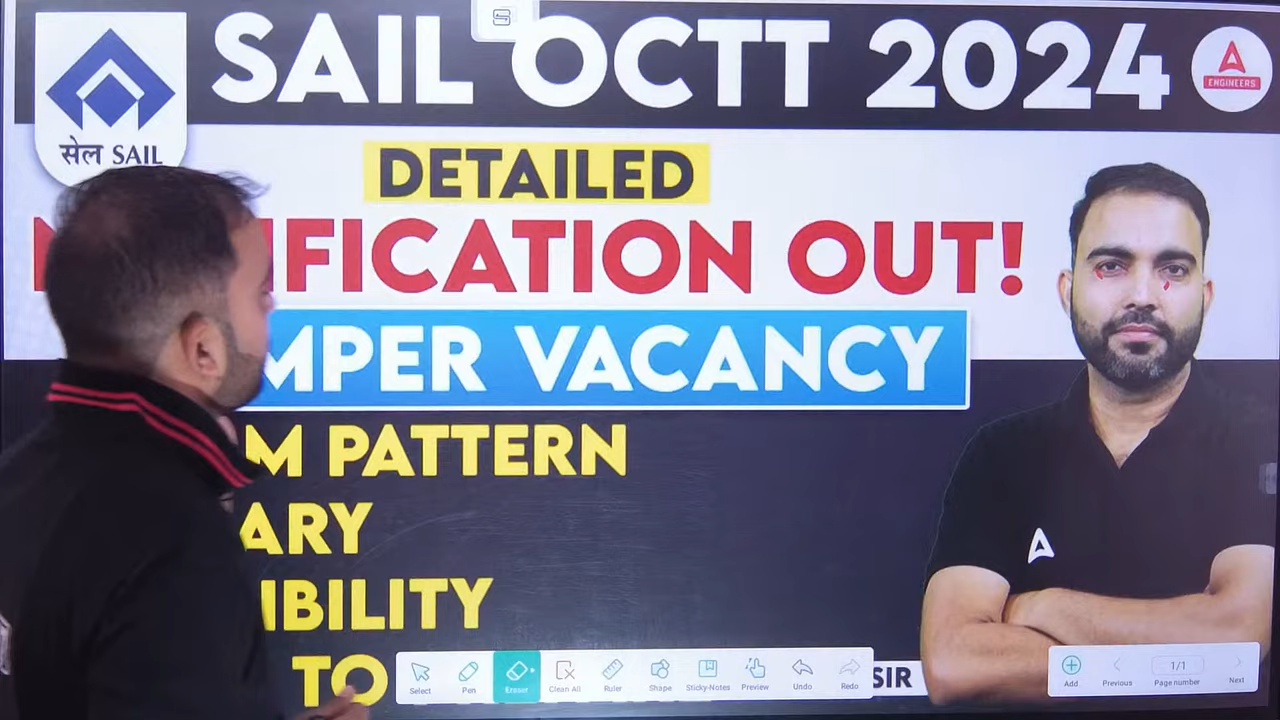 SAIL OCTT 2024
ENGINEERS
सेल SAIL
DETAILED
IFICATION OUT!
MPER VACANCY
M PATTERN
ARY
IBILITY
TO
SIR
Select
Pen
Eraser
Clean All
Ruler
Shape
Sticky-Notes
Preview
Undo
Redo
Add
Previous
1/1
Page number
Next